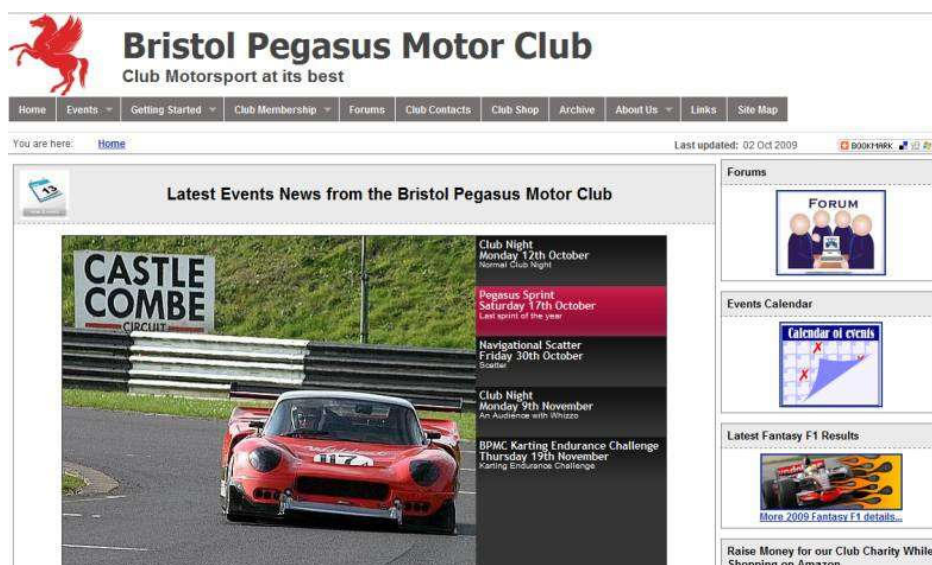 Bristol Pegasus Motor Club
Club Motorsport at its best
Home Events Getting Started Club Membership Forums Club Contacts Club Shop Archive About Us Links Site Map
You are here: Home
Last updated: 02 Oct 2009
BOOKMARK
Latest Events News from the Bristol Pegasus Motor Club
13
CASTLE
COMBE
CIRCUIT
117
Club Night
Monday 12th October
Normal Club Night
Pegasus Sprint
Saturday 17th October
Last sprint of the year
Navigational Scatter
Friday 30th October
Scatter
Club Night
Monday 9th November
An Audience with Whizzo
BPMC Karting Endurance Challenge
Thursday 19th November
Karting Endurance Challenge
Forums
FORUM
Events Calendar
Calendar of events
Latest Fantasy F1 Results
More 2009 Fantasy F1 details...
Raise Money for our Club Charity While
Shopping on Amazon